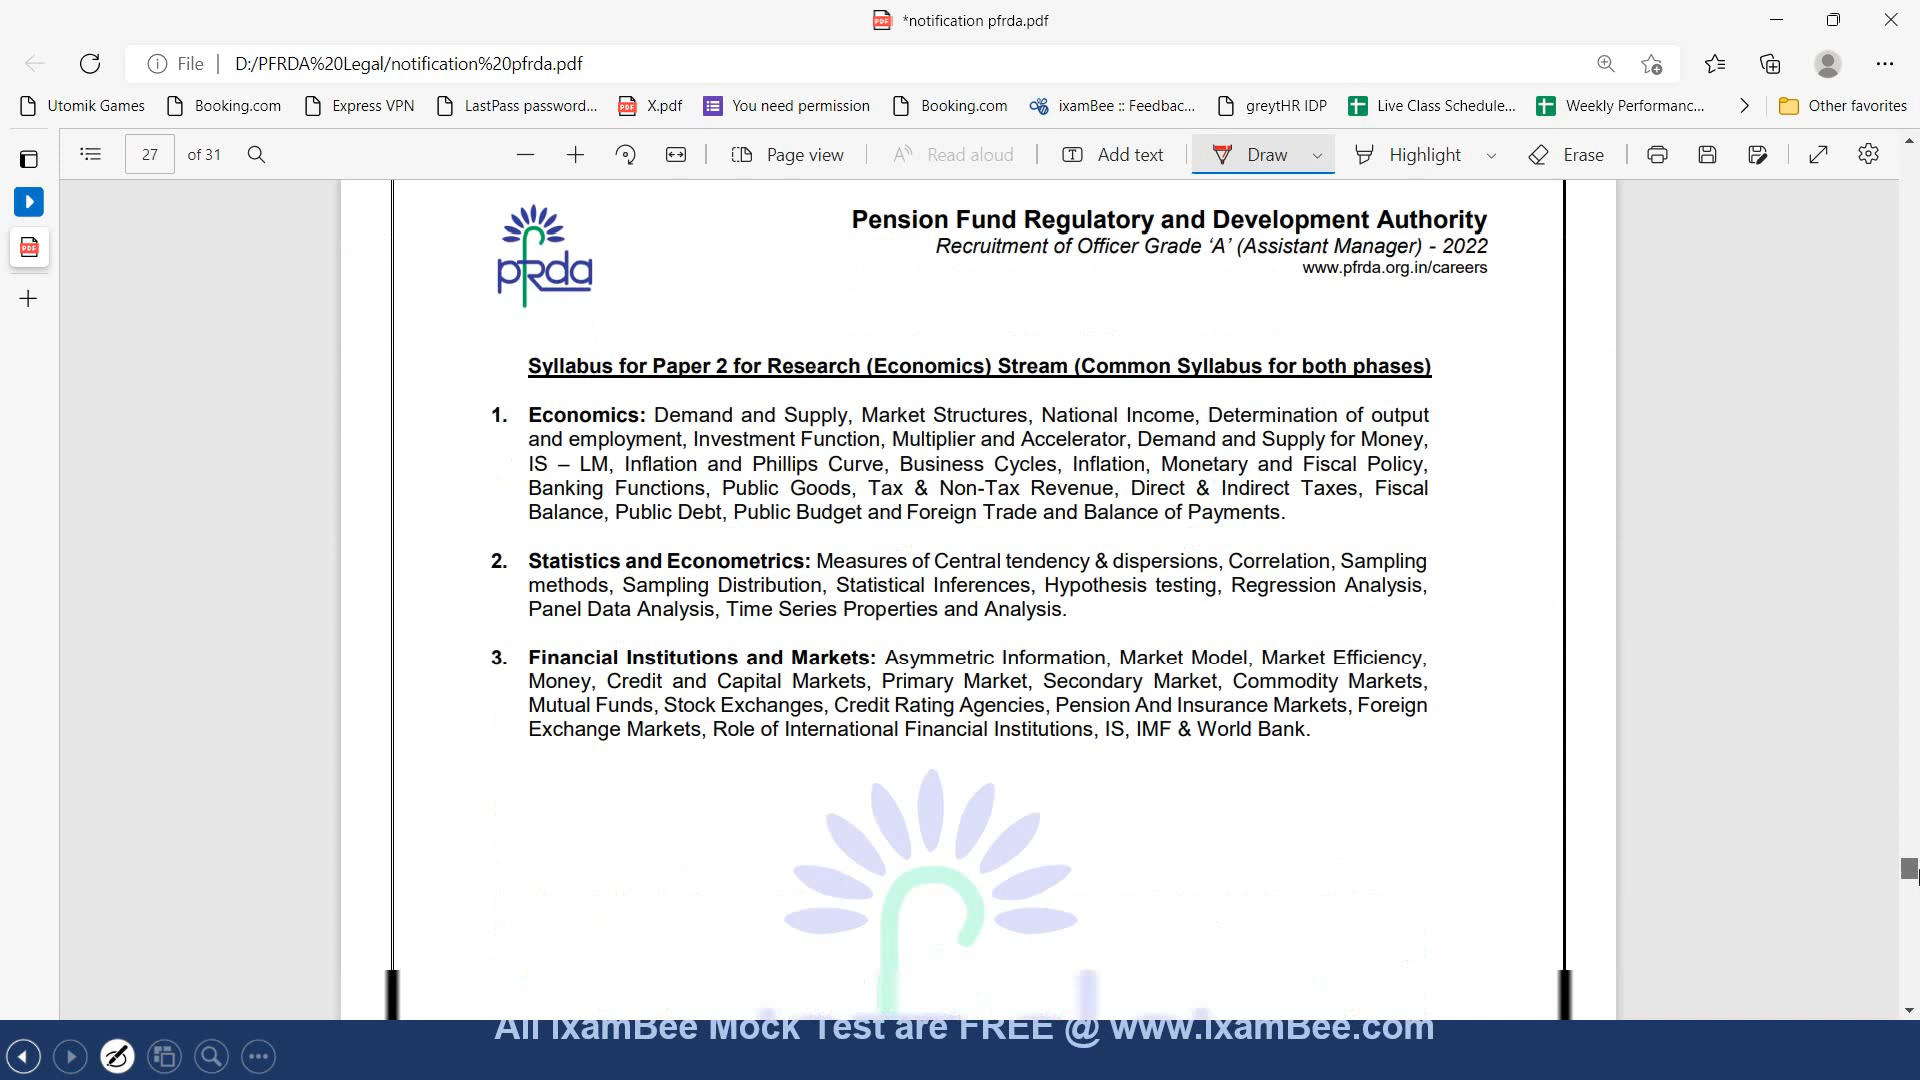 *notification pfrda.pdf
File
D:/PFRDA%20Legal/notification%20pfrda.pdf
Utomik Games
Booking.com
Express VPN
LastPass password...
X.pdf
You need permission
Booking.com
ixamBee :: Feedbac...
greytHR IDP
Live Class Schedule...
Weekly Performanc...
Other favorites
27
of 31
Page view
Read aloud
Add text
Draw
Highlight
Erase
pfrda
Pension Fund Regulatory and Development Authority
Recruitment of Officer Grade ‘A’ (Assistant Manager) - 2022
www.pfrda.org.in/careers
Syllabus for Paper 2 for Research (Economics) Stream (Common Syllabus for both phases)
1. Economics: Demand and Supply, Market Structures, National Income, Determination of output
and employment, Investment Function, Multiplier and Accelerator, Demand and Supply for Money,
IS – LM, Inflation and Phillips Curve, Business Cycles, Inflation, Monetary and Fiscal Policy,
Banking Functions, Public Goods, Tax & Non-Tax Revenue, Direct & Indirect Taxes, Fiscal
Balance, Public Debt, Public Budget and Foreign Trade and Balance of Payments.
2. Statistics and Econometrics: Measures of Central tendency & dispersions, Correlation, Sampling
methods, Sampling Distribution, Statistical Inferences, Hypothesis testing, Regression Analysis,
Panel Data Analysis, Time Series Properties and Analysis.
3. Financial Institutions and Markets: Asymmetric Information, Market Model, Market Efficiency,
Money, Credit and Capital Markets, Primary Market, Secondary Market, Commodity Markets,
Mutual Funds, Stock Exchanges, Credit Rating Agencies, Pension And Insurance Markets, Foreign
Exchange Markets, Role of International Financial Institutions, IS, IMF & World Bank.
All ixamBee Mock Test are FREE @ www.ixamBee.com